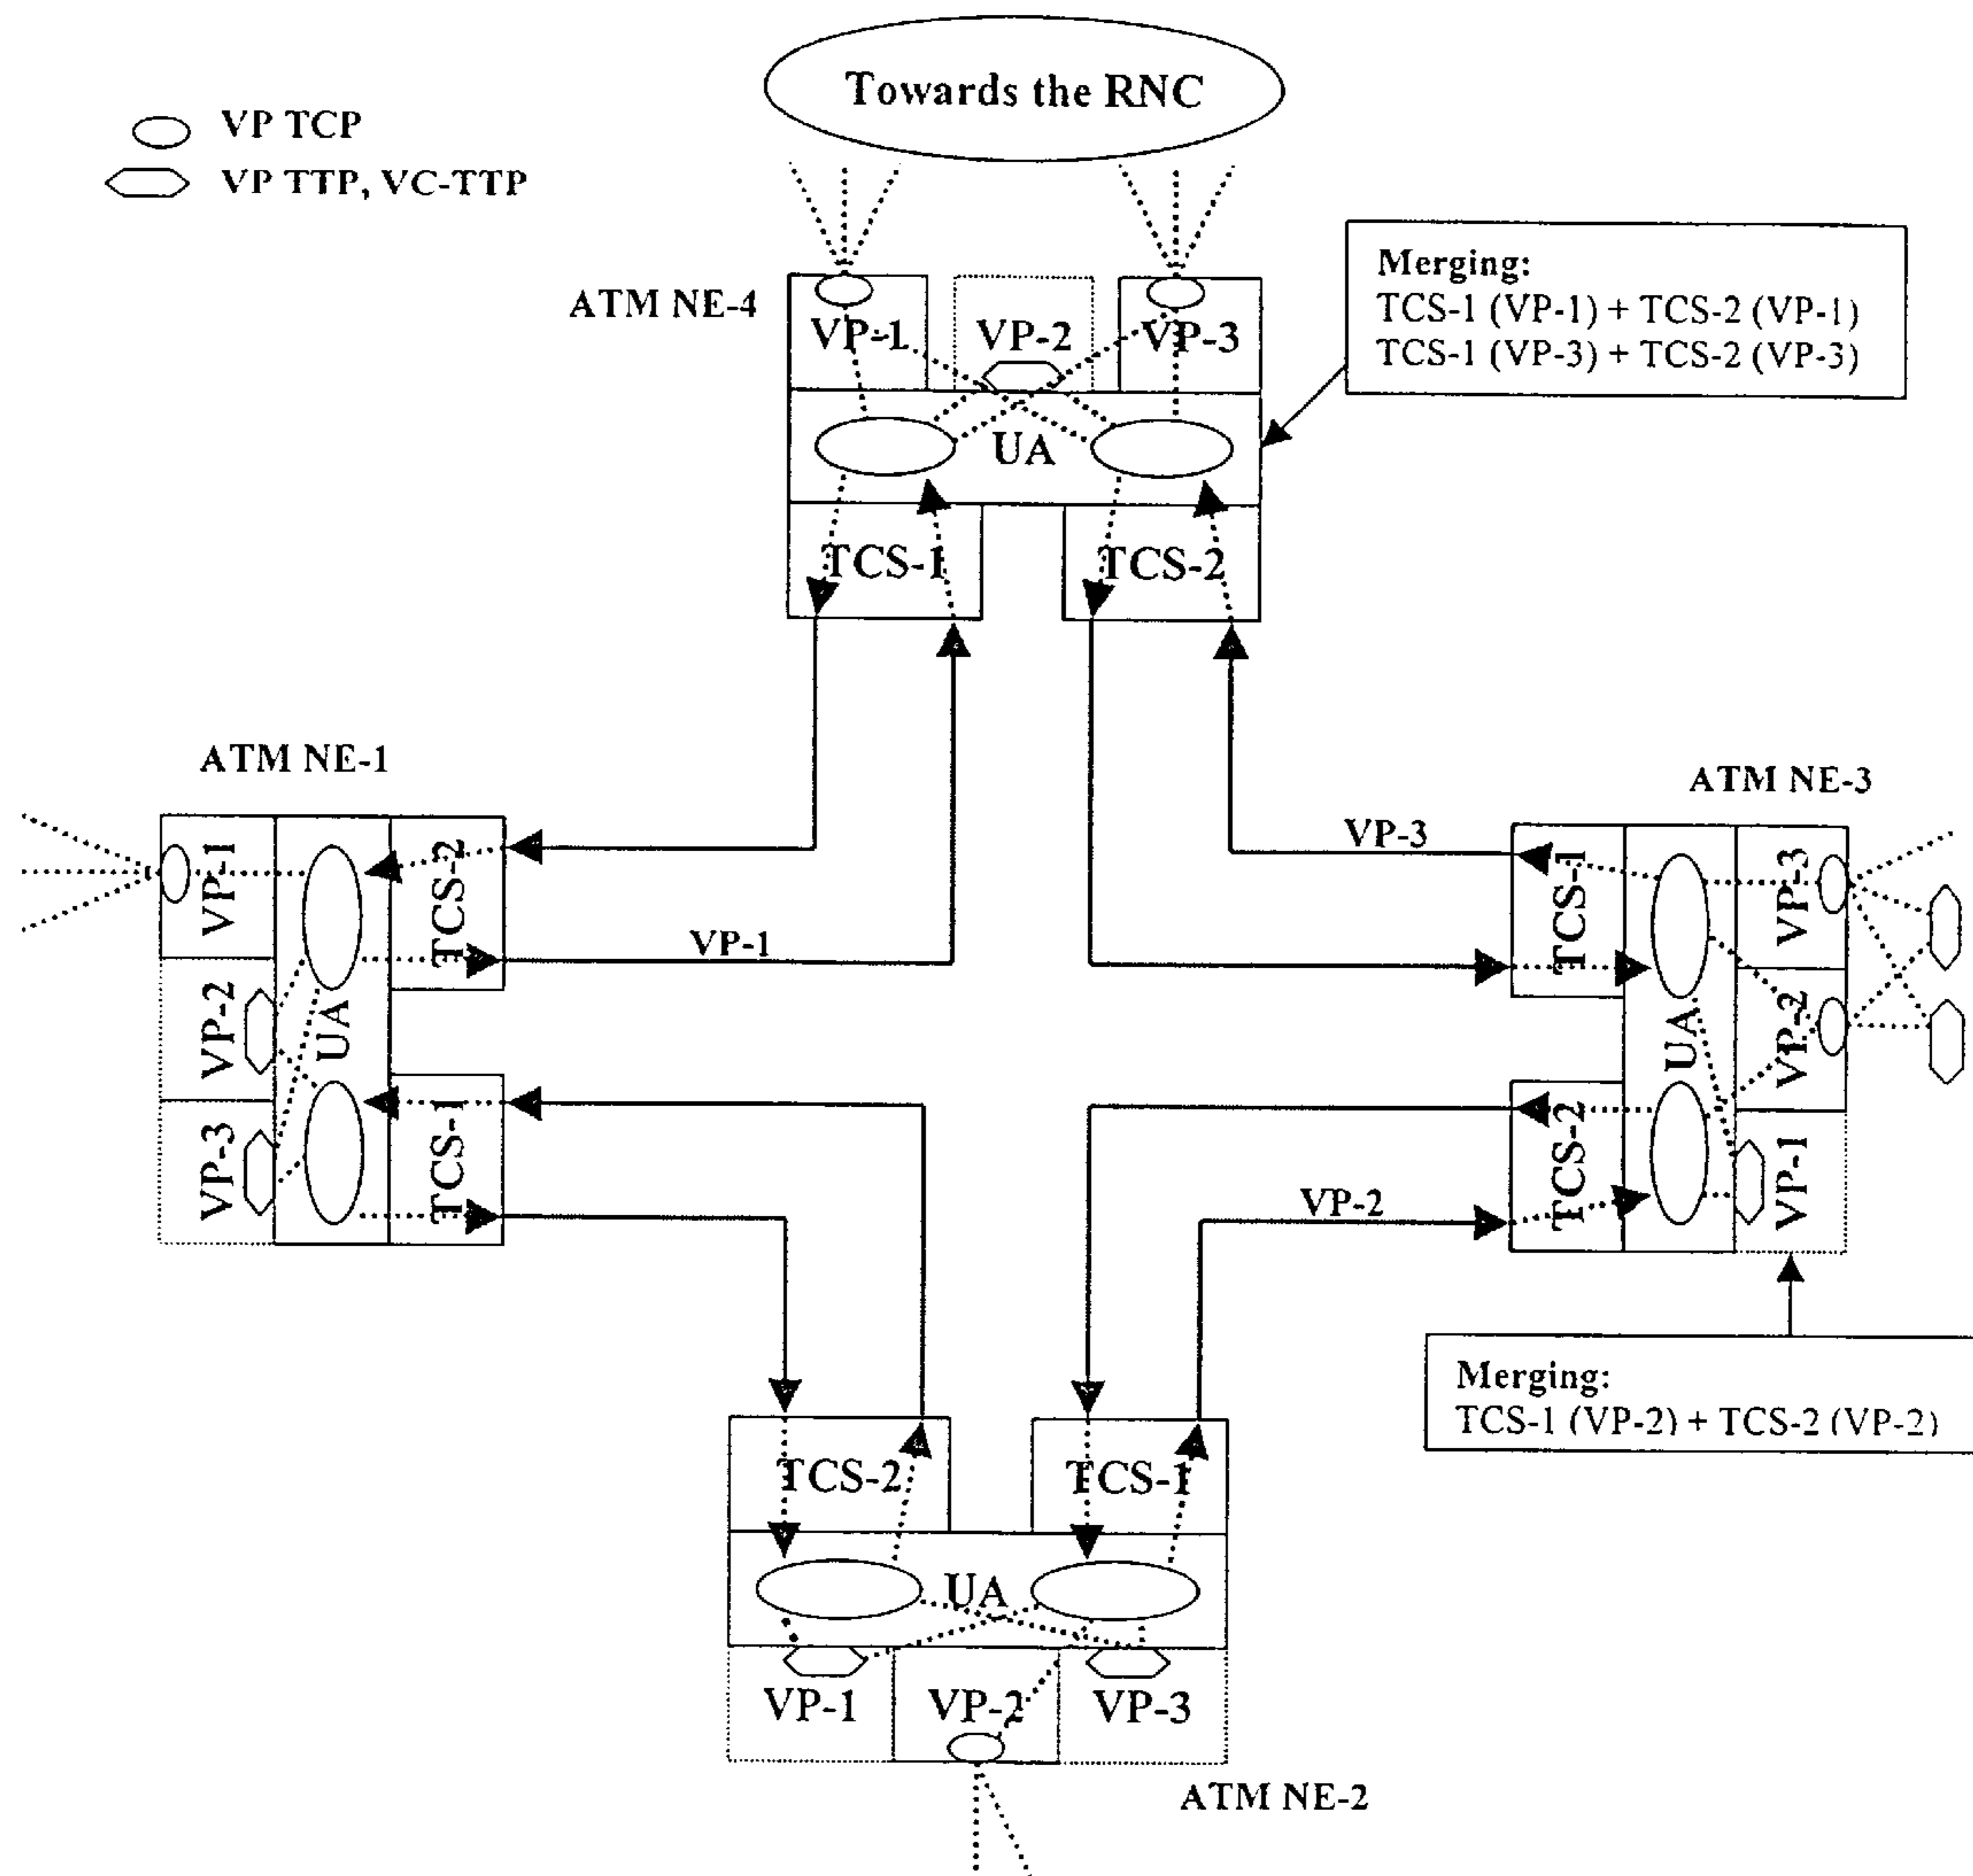 Towards the RNC
VP TCP
VP TTP, VC-TTP
ATM NE-4
VP-1
VP-2
VP-3
Merging:
TCS-1 (VP-1) + TCS-2 (VP-1)
TCS-1 (VP-3) + TCS-2 (VP-3)
UA
TCS-1
TCS-2
ATM NE-1
VP-1
VP-2
VP-3
UA
TCS-2
TCS-1
VP-1
ATM NE-3
VP-3
TCS-1
TCS-2
UA
VP-3
VP-2
VP-1
VP-2
Merging:
TCS-1 (VP-2) + TCS-2 (VP-2)
TCS-2
TCS-1
UA
VP-1
VP-2
VP-3
ATM NE-2